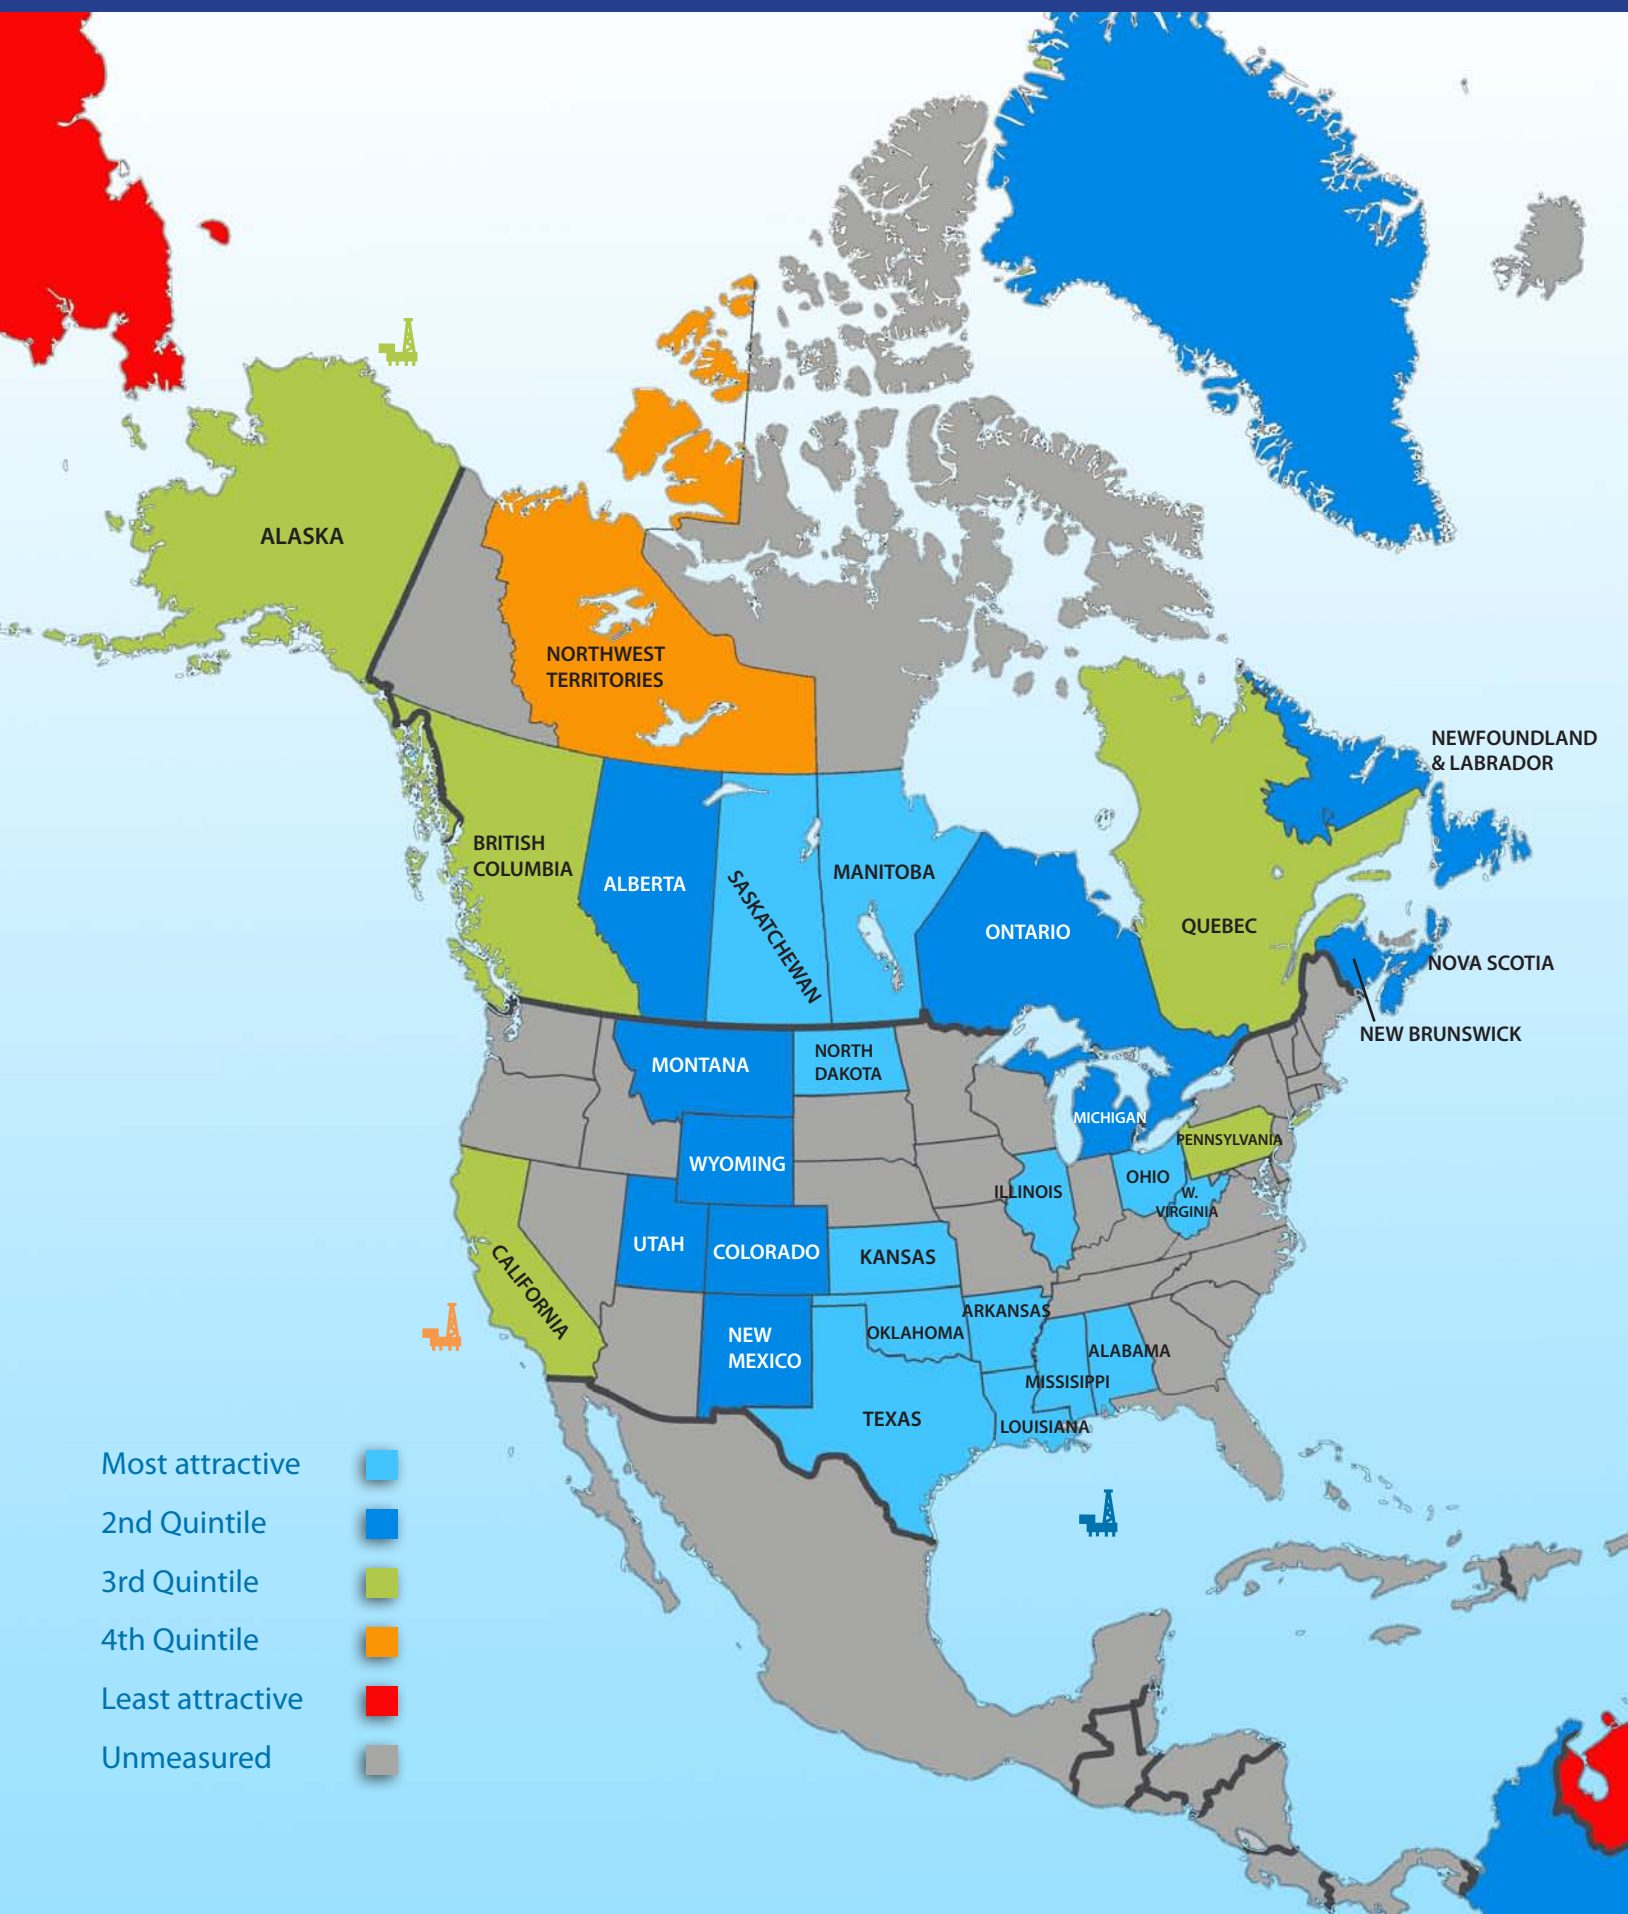 ALASKA
NORTHWEST
TERRITORIES
NEWFOUNDLAND
& LABRADOR
BRITISH
COLUMBIA
ALBERTA
SASKATCHEWAN
MANITOBA
ONTARIO
QUEBEC
NOVA SCOTIA
NEW BRUNSWICK
MONTANA
NORTH
DAKOTA
MICHIGAN
PENNSYLVANIA
WYOMING
ILLINOIS
OHIO
W.
VIRGINIA
UTAH
COLORADO
KANSAS
CALIFORNIA
ARKANSAS
OKLAHOMA
NEW
MEXICO
ALABAMA
MISSISIPPI
TEXAS
LOUISIANA
Most attractive
2nd Quintile
3rd Quintile
4th Quintile
Least attractive
Unmeasured